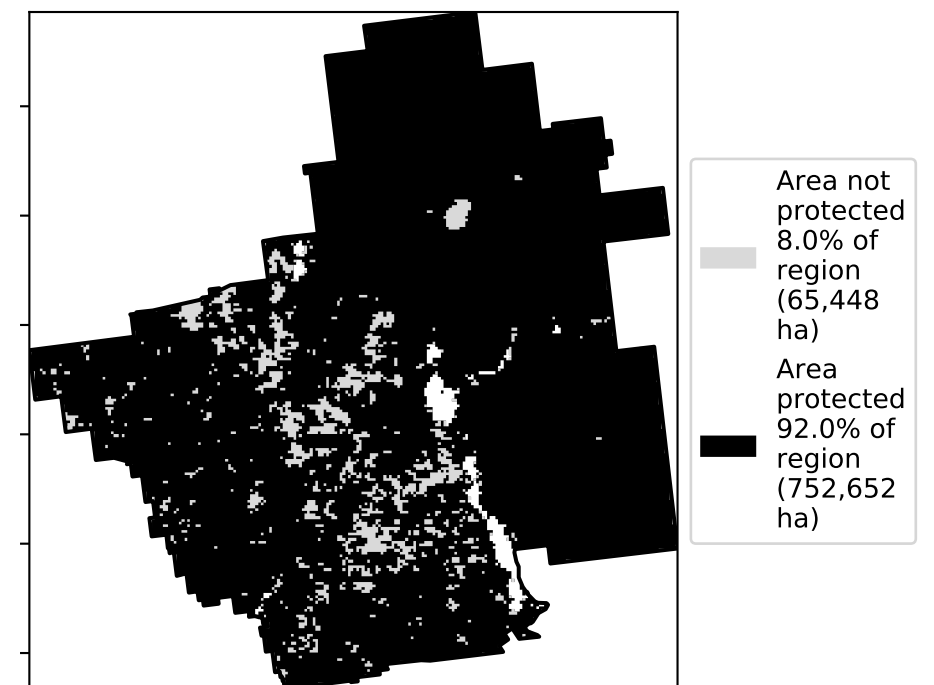 Area not
protected
8.0% of
region
(65,448
ha)
Area
protected
92.0% of
region
(752,652
ha)